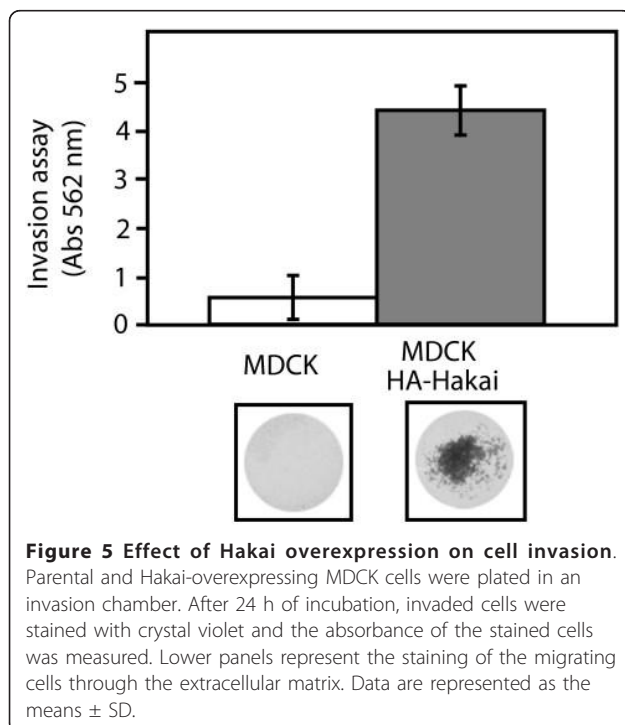 5
4
3
2
1
0
Invasion assay
(Abs 562 nm)
MDCK
MDCK
HA-Hakai
Figure 5 Effect of Hakai overexpression on cell invasion.
Parental and Hakai-overexpressing MDCK cells were plated in an
invasion chamber. After 24 h of incubation, invaded cells were
stained with crystal violet and the absorbance of the stained cells
was measured. Lower panels represent the staining of the migrating
cells through the extracellular matrix. Data are represented as the
means ± SD.